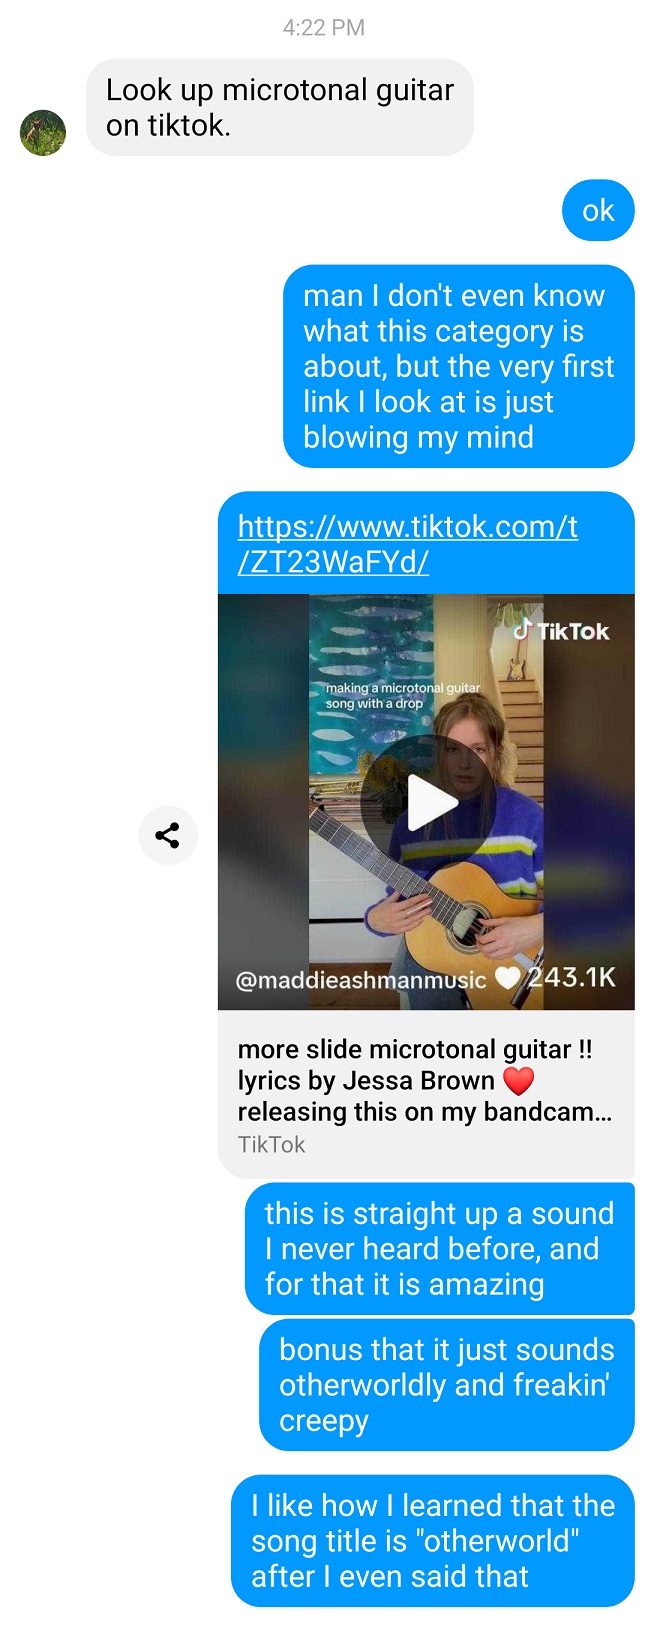 4:22 PM
Look up microtonal guitar
on tiktok.
ok
man I don't even know
what this category is
about, but the very first
link I look at is just
blowing my mind
https://www.tiktok.com/t
/ZT23WaFYd/
TikTok
making a microtonal guitar
song with a drop
@maddieashmanmusic 243.1K
more slide microtonal guitar !!
lyrics by Jessa Brown ❤️
releasing this on my bandcam...
TikTok
this is straight up a sound
I never heard before, and
for that it is amazing
bonus that it just sounds
otherworldly and freakin'
creepy
I like how I learned that the
song title is "otherworld"
after I even said that